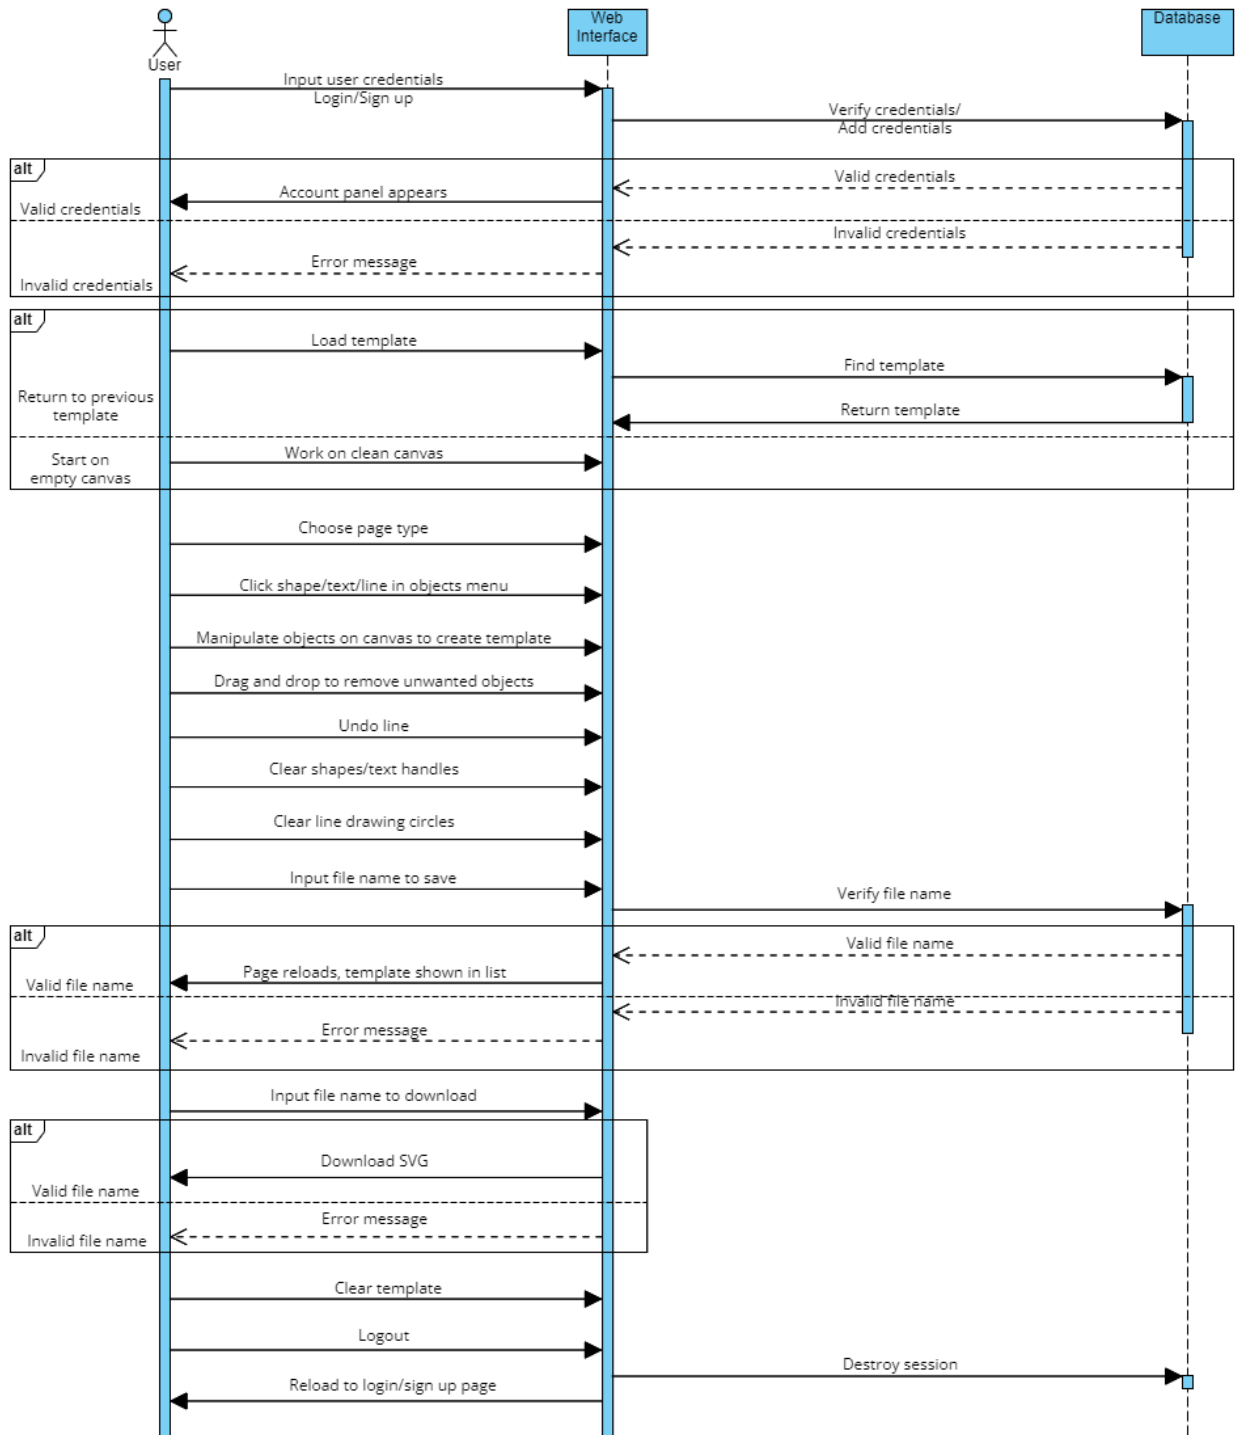 User
Web
Interface
Database
Input user credentials
Login/Sign up
Verify credentials/
Add credentials
alt
Valid credentials
Account panel appears
Valid credentials
Invalid credentials
Error message
Invalid credentials
alt
Load template
Find template
Return to previous
template
Return template
Start on
empty canvas
Work on clean canvas
Choose page type
Click shape/text/line in objects menu
Manipulate objects on canvas to create template
Drag and drop to remove unwanted objects
Undo line
Clear shapes/text handles
Clear line drawing circles
Input file name to save
Verify file name
alt
Valid file name
Page reloads, template shown in list
Valid file name
Invalid file name
Error message
Invalid file name
Input file name to download
alt
Download SVG
Valid file name
Error message
Invalid file name
Clear template
Logout
Destroy session
Reload to login/sign up page